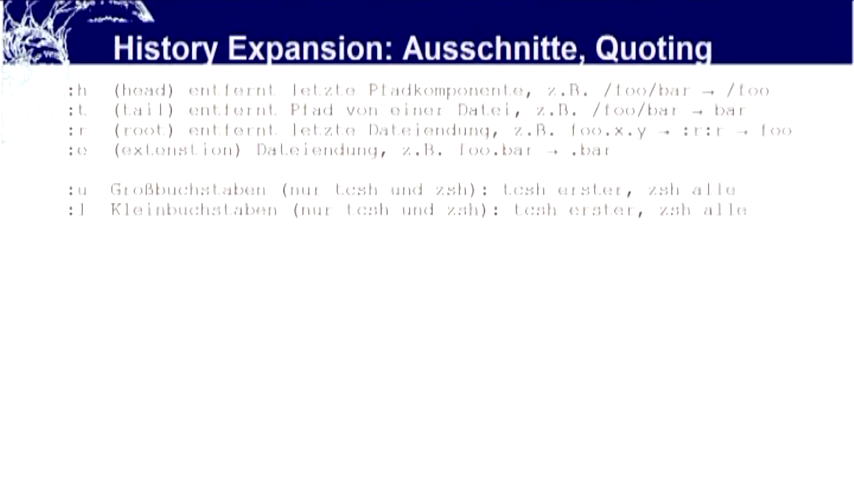 History Expansion: Ausschnitte, Quoting
:h (head) entfernt letzte Pfadkomponente, z.B. /foo/bar → /foo
:t (tail) entfernt Pfad von einer Datei, z.B. /foo/bar → bar
:r (root) entfernt letzte Dateiendung, z.B. foo.x.y → :r:r → foo
:e (extenstion) Dateiendung, z.B. foo.bar → .bar
:u Großbuchstaben (nur tcsh und zsh): tcsh erster, zsh alle
:l Kleinbuchstaben (nur tcsh und zsh): tcsh erster, zsh alle